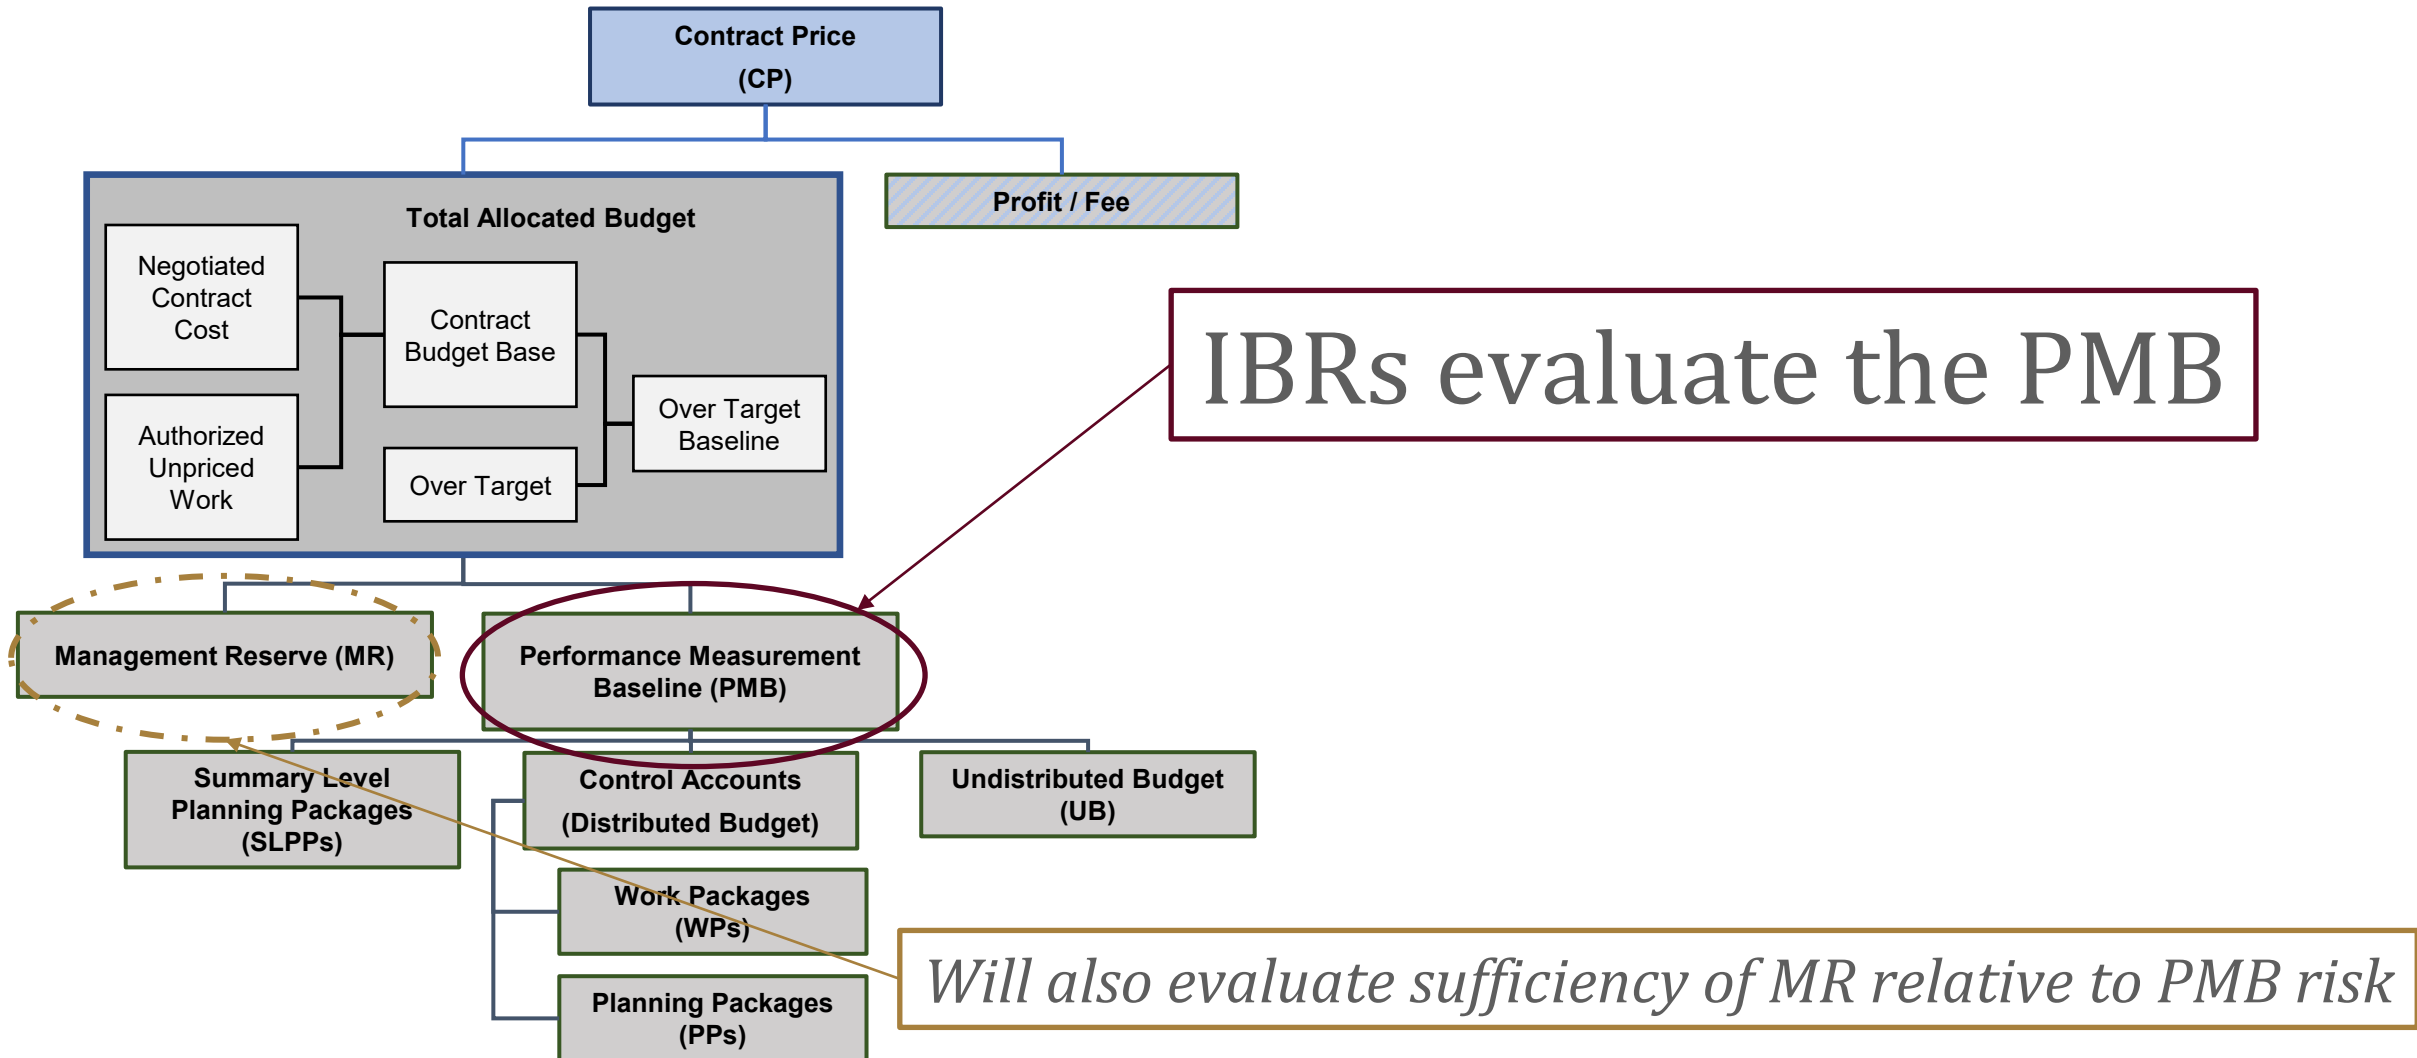 Contract Price
(CP)
Total Allocated Budget
Profit / Fee
Negotiated
Contract
Cost
Contract
Budget Base
Authorized
Unpriced
Work
Over Target
Over Target
Baseline
IBRs evaluate the PMB
Management Reserve (MR)
Performance Measurement
Baseline (PMB)
Summary Level
Planning Packages
(SLPPs)
Control Accounts
(Distributed Budget)
Undistributed Budget
(UB)
Work Packages
(WPs)
Planning Packages
(PPs)
Will also evaluate sufficiency of MR relative to PMB risk